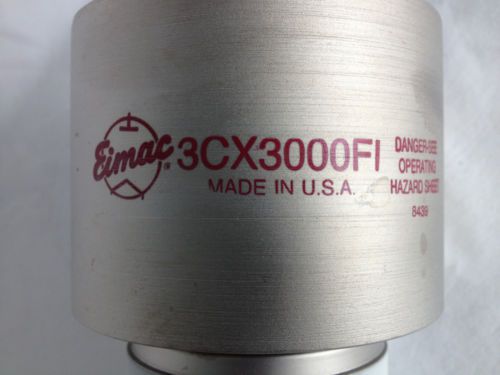 Eimac
3CX3000FI
MADE IN U.S.A.
DANGER-SEE
OPERATING
HAZARD SHEET
8439